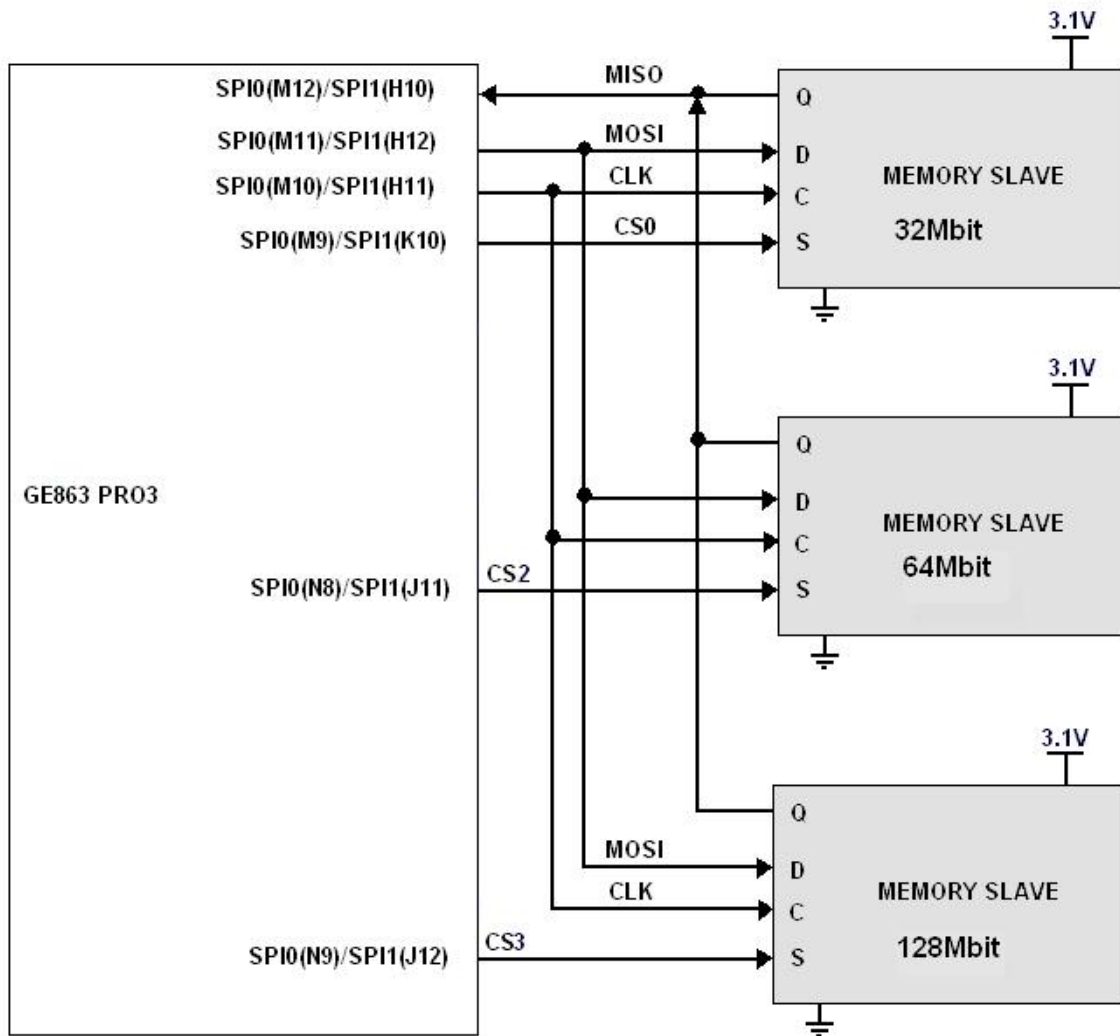 3.1V
SPI0(M12)/SPI1(H10)
MISO
Q
SPI0(M11)/SPI1(H12)
MOSI
D
MEMORY SLAVE
SPI0(M10)/SPI1(H11)
CLK
C
32Mbit
SPI0(M9)/SPI1(K10)
CS0
S
3.1V
Q
GE863 PRO3
D
MEMORY SLAVE
C
64Mbit
SPI0(N8)/SPI1(J11)
CS2
S
3.1V
Q
MOSI
D
MEMORY SLAVE
CLK
C
128Mbit
SPI0(N9)/SPI1(J12)
CS3
S